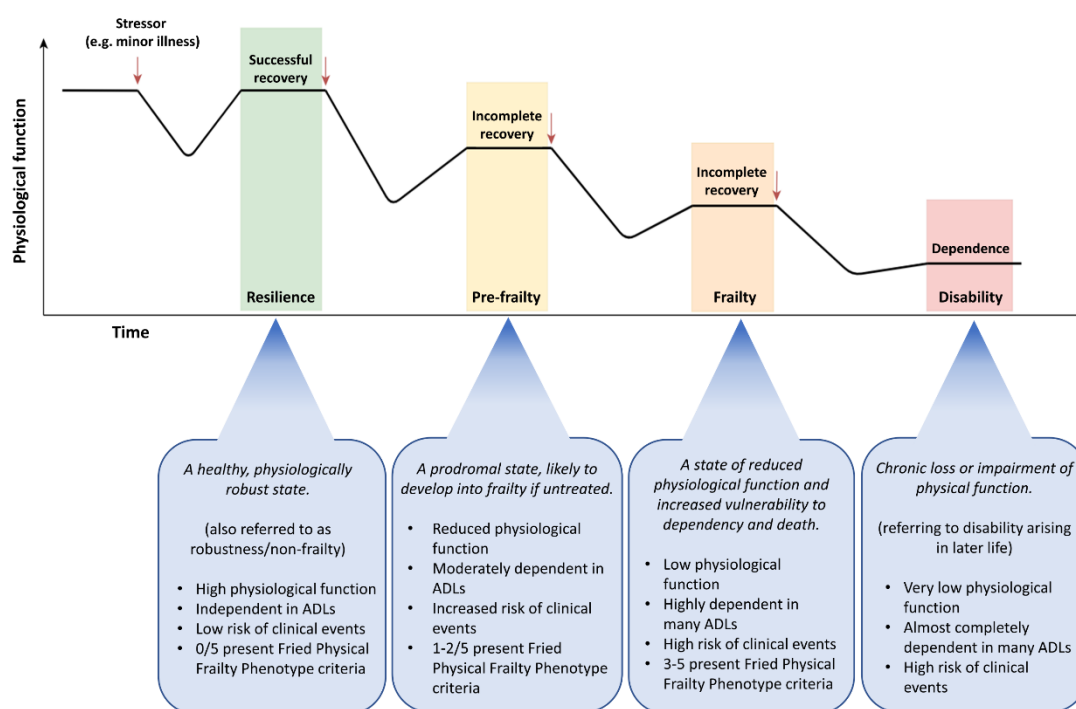 Stressor
(e.g. minor illness)
Physiological function
Successful
recovery
Resilience
Incomplete
recovery
Pre-frailty
Incomplete
recovery
Frailty
Dependence
Disability
Time
A healthy, physiologically
robust state.
(also referred to as
robustness/non-frailty)
• High physiological function
• Independent in ADLs
• Low risk of clinical events
• 0/5 present Fried Physical
Frailty Phenotype criteria
A prodromal state, likely to
develop into frailty if untreated.
• Reduced physiological
function
• Moderately dependent in
ADLs
• Increased risk of clinical
events
• 1-2/5 present Fried
Physical Frailty Phenotype
criteria
A state of reduced
physiological function and
increased vulnerability to
dependency and death.
• Low physiological
function
• Highly dependent in
many ADLs
• High risk of clinical events
• 3-5 present Fried Physical
Frailty Phenotype criteria
Chronic loss or impairment of
physical function.
(referring to disability arising
in later life)
• Very low physiological
function
• Almost completely
dependent in many ADLs
• High risk of clinical
events